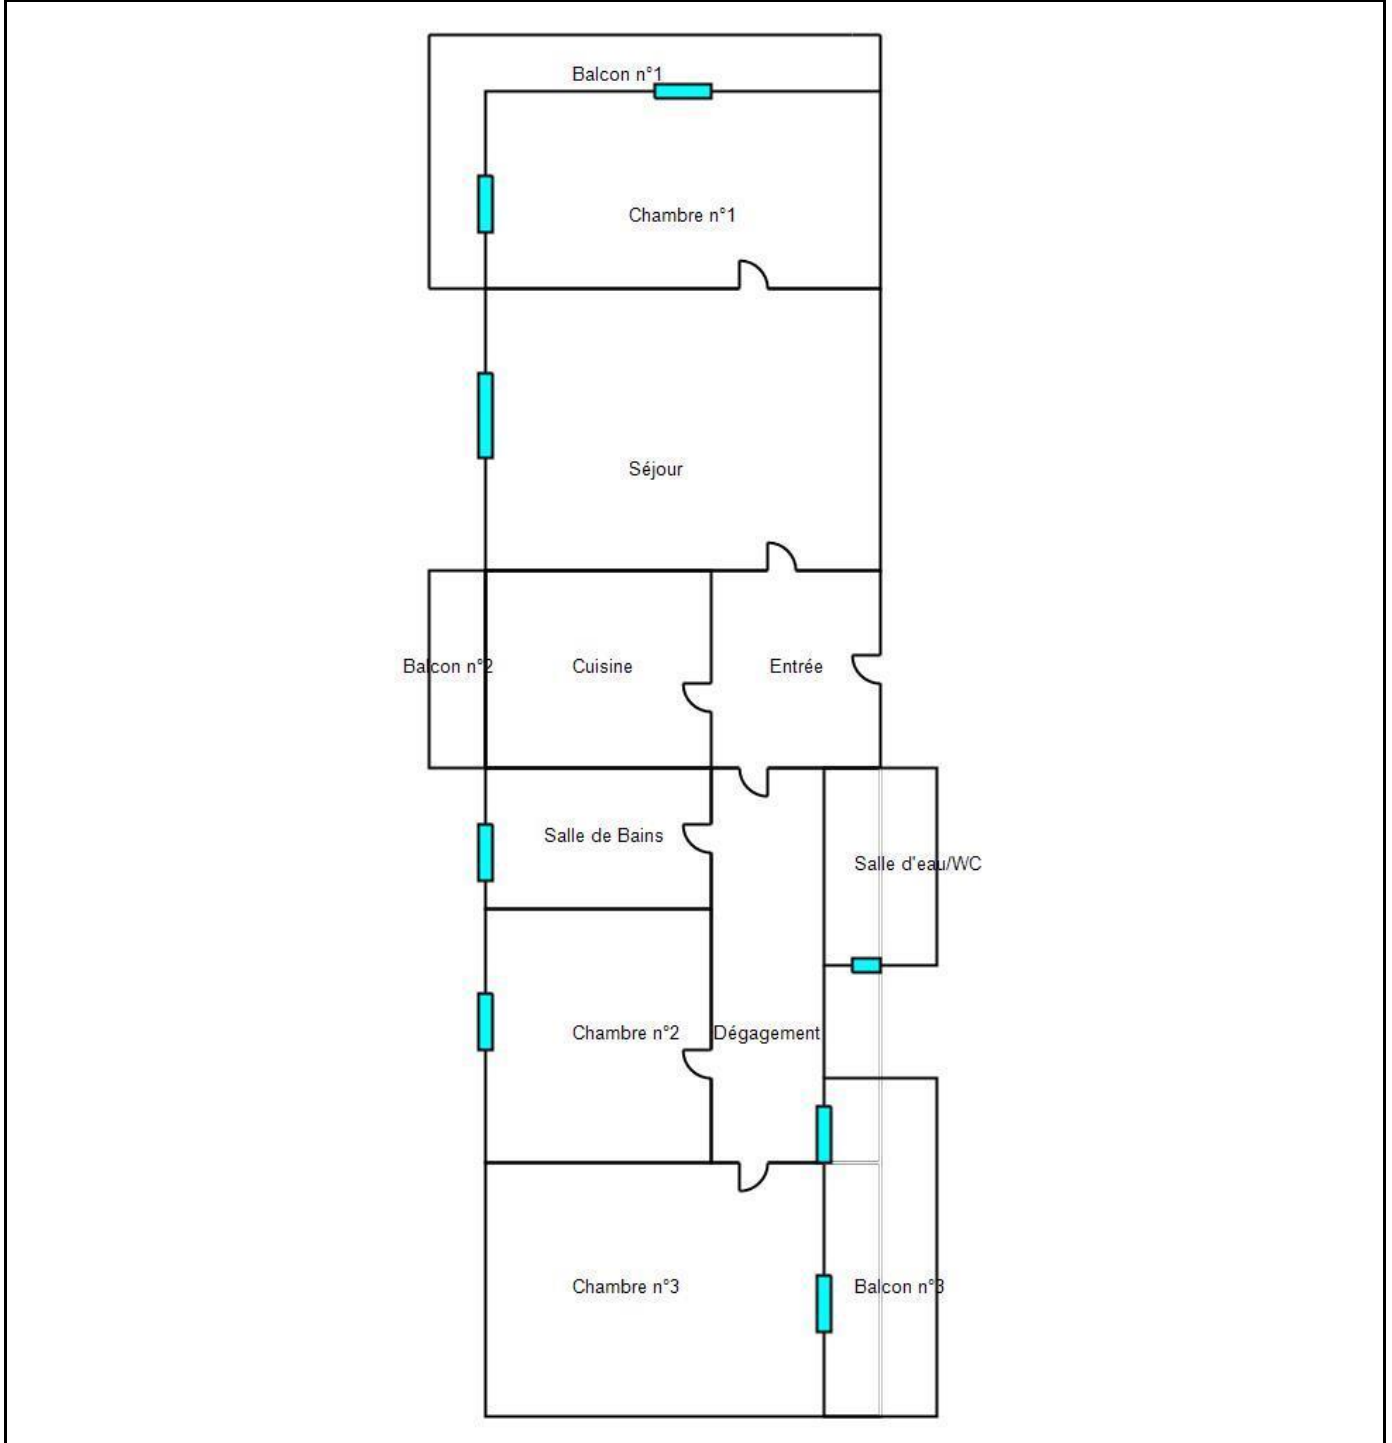 Balcon n°1
Chambre n°1
Séjour
Balcon n°2
Cuisine
Entrée
Salle de Bains
Salle d'eau/WC
Chambre n°2
Dégagement
Chambre n°3
Balcon n°3